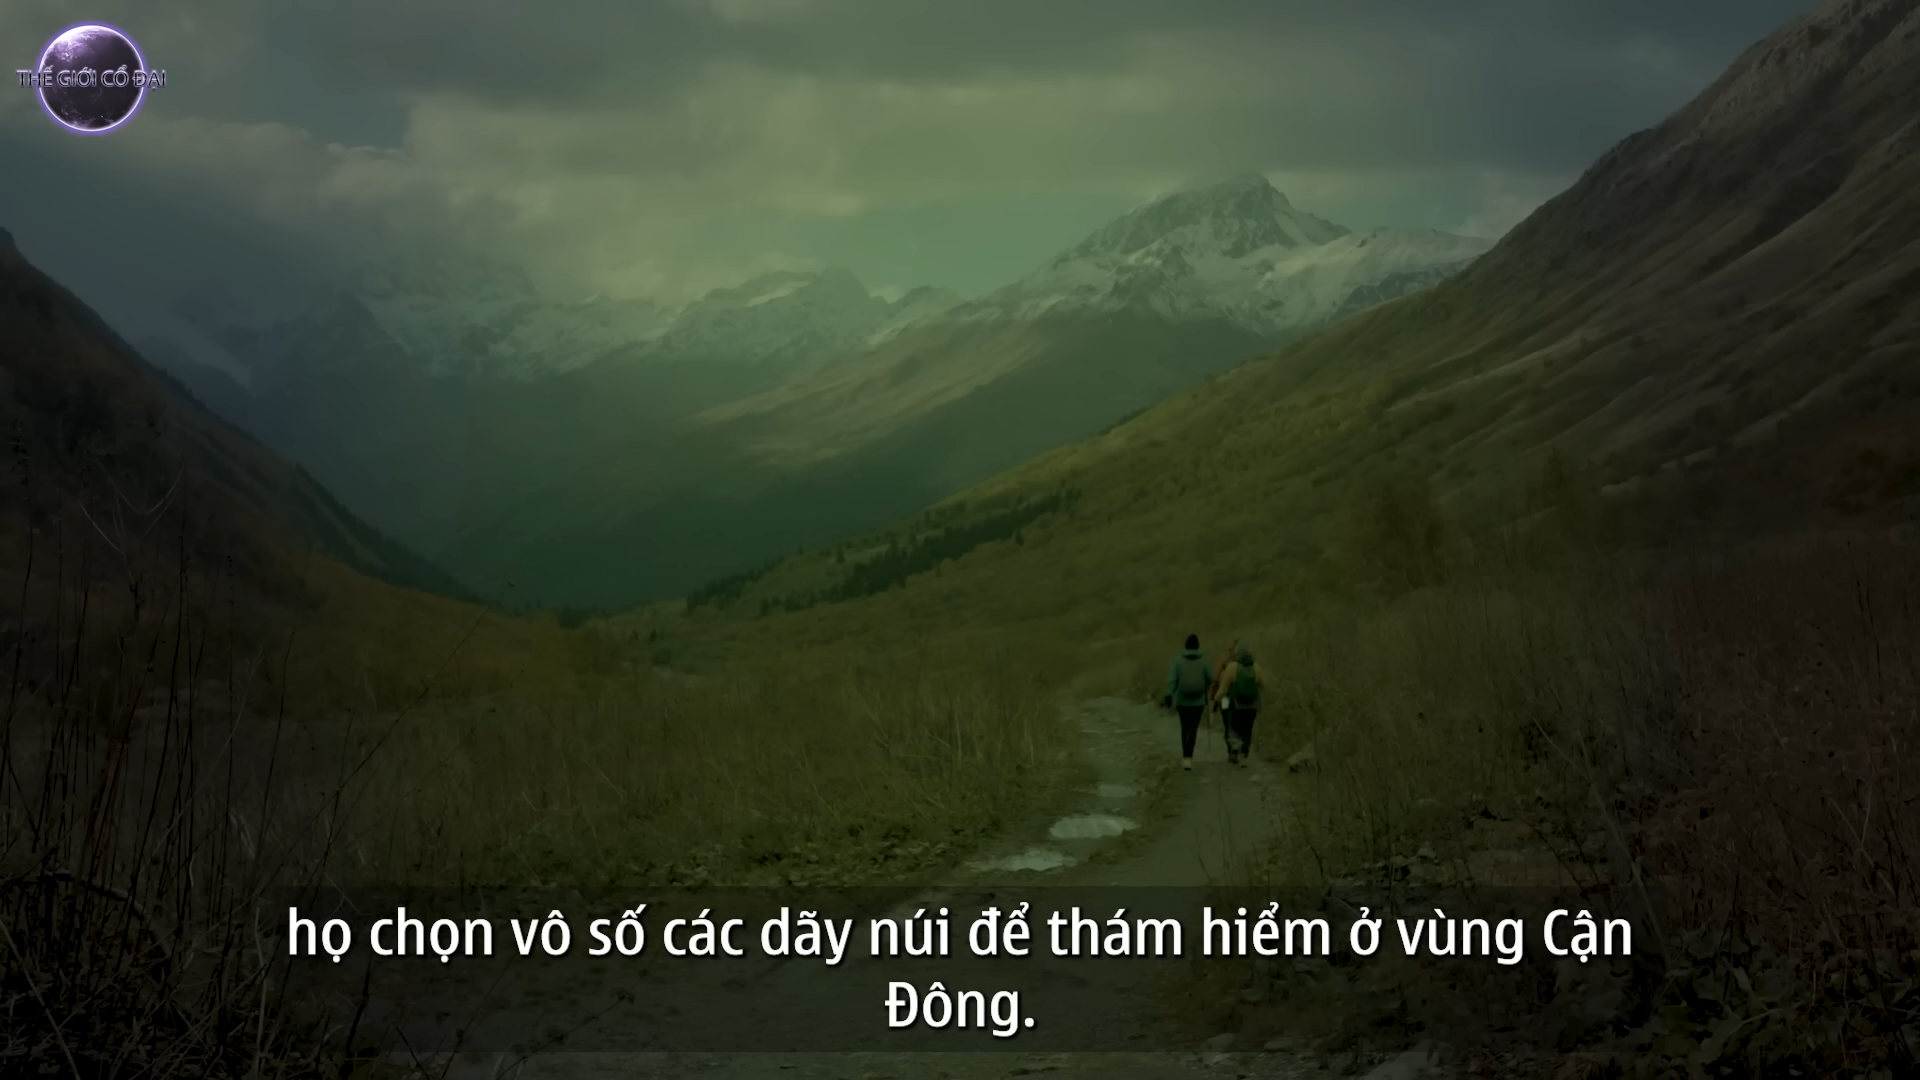 THẾ GIỚI CỔ ĐẠI
họ chọn vô số các dãy núi để thám hiểm ở vùng Cận
Đông.